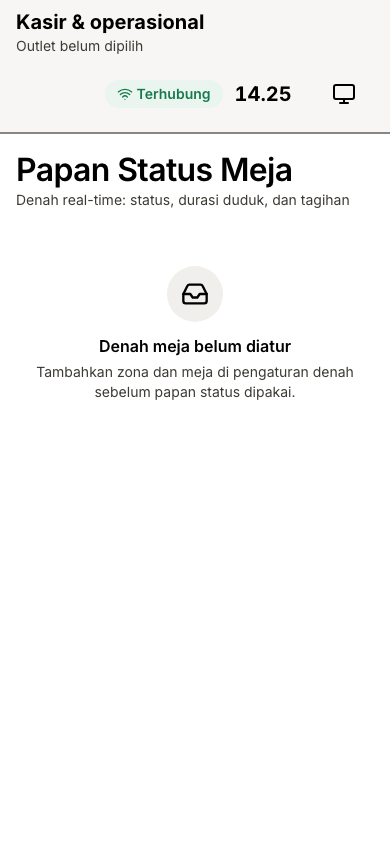 Kasir & operasional
Outlet belum dipilih
Terhubung 14.25
Papan Status Meja
Denah real-time: status, durasi duduk, dan tagihan
Denah meja belum diatur
Tambahkan zona dan meja di pengaturan denah
sebelum papan status dipakai.